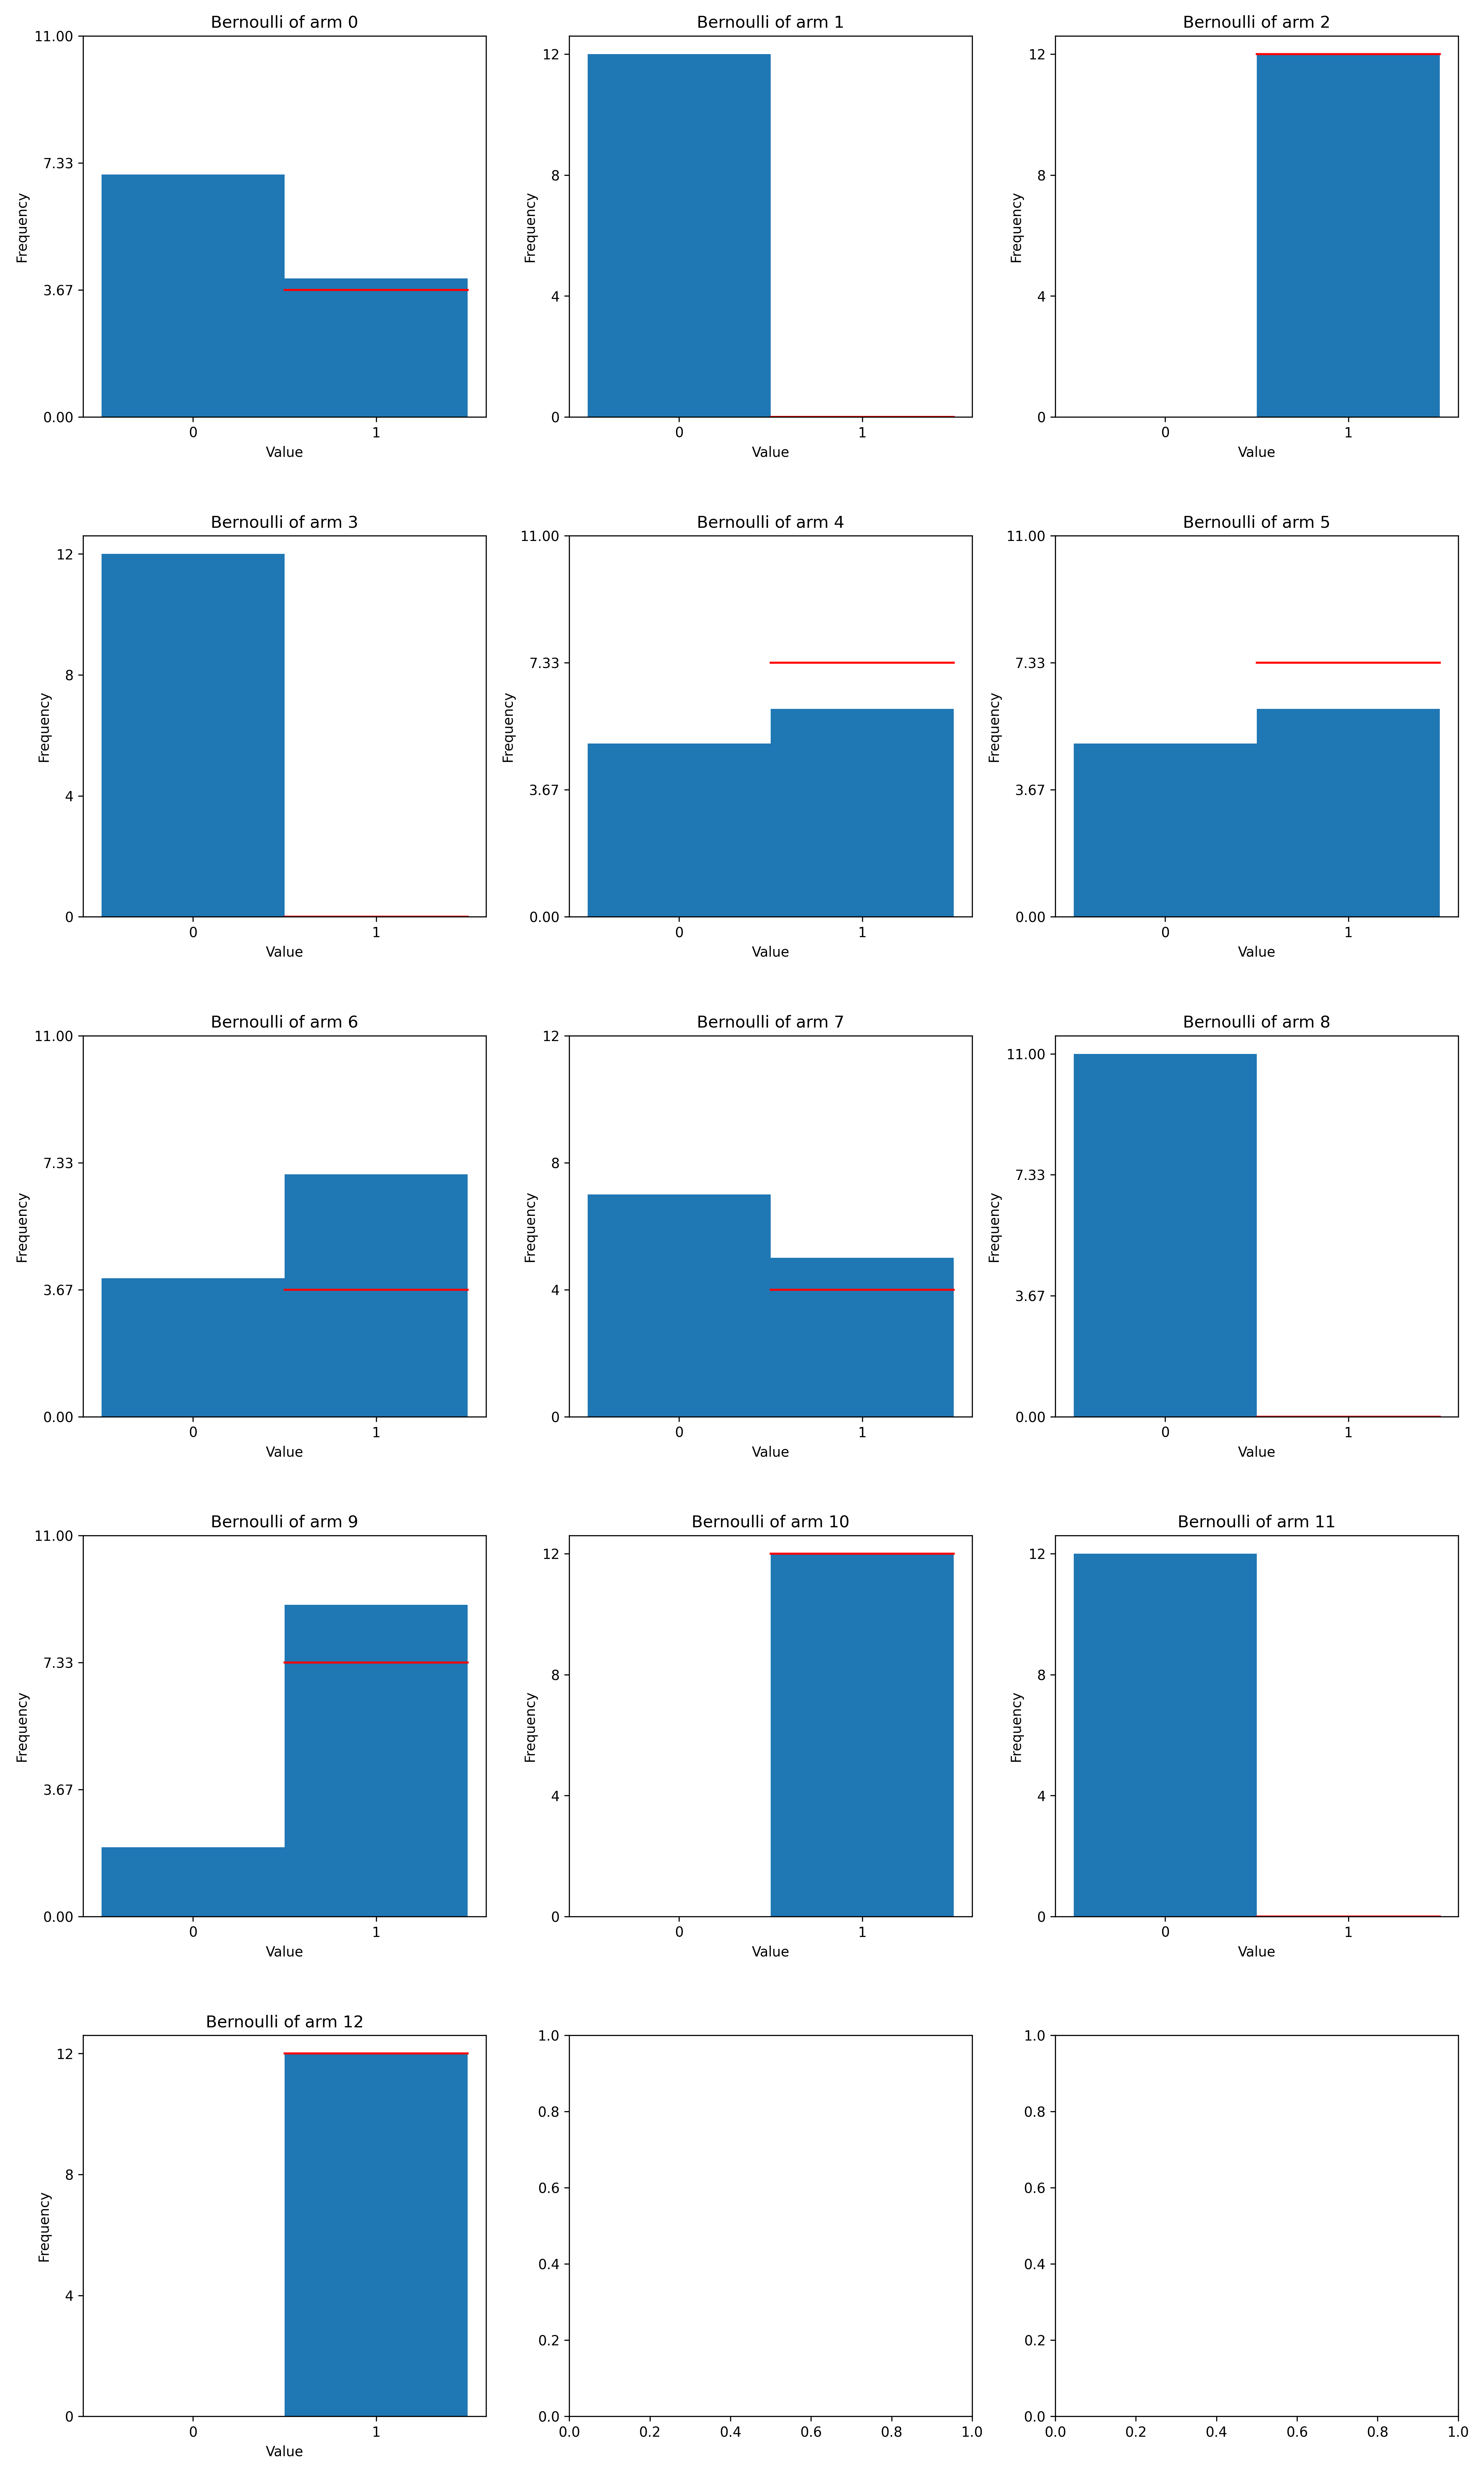 Bernoulli of arm 0
11.00
7.33
3.67
0.00
Frequency
0 1
Value
Bernoulli of arm 1
12
8
4
0
Frequency
0 1
Value
Bernoulli of arm 2
12
8
4
0
Frequency
0 1
Value
Bernoulli of arm 3
12
8
4
0
Frequency
0 1
Value
Bernoulli of arm 4
11.00
7.33
3.67
0.00
Frequency
0 1
Value
Bernoulli of arm 5
11.00
7.33
3.67
0.00
Frequency
0 1
Value
Bernoulli of arm 6
11.00
7.33
3.67
0.00
Frequency
0 1
Value
Bernoulli of arm 7
12
8
4
0
Frequency
0 1
Value
Bernoulli of arm 8
11.00
7.33
3.67
0.00
Frequency
0 1
Value
Bernoulli of arm 9
11.00
7.33
3.67
0.00
Frequency
0 1
Value
Bernoulli of arm 10
12
8
4
0
Frequency
0 1
Value
Bernoulli of arm 11
12
8
4
0
Frequency
0 1
Value
Bernoulli of arm 12
12
8
4
0
Frequency
0 1
Value
1.0
0.8
0.6
0.4
0.2
0.0
0.0 0.2 0.4 0.6 0.8 1.0
1.0
0.8
0.6
0.4
0.2
0.0
0.0 0.2 0.4 0.6 0.8 1.0